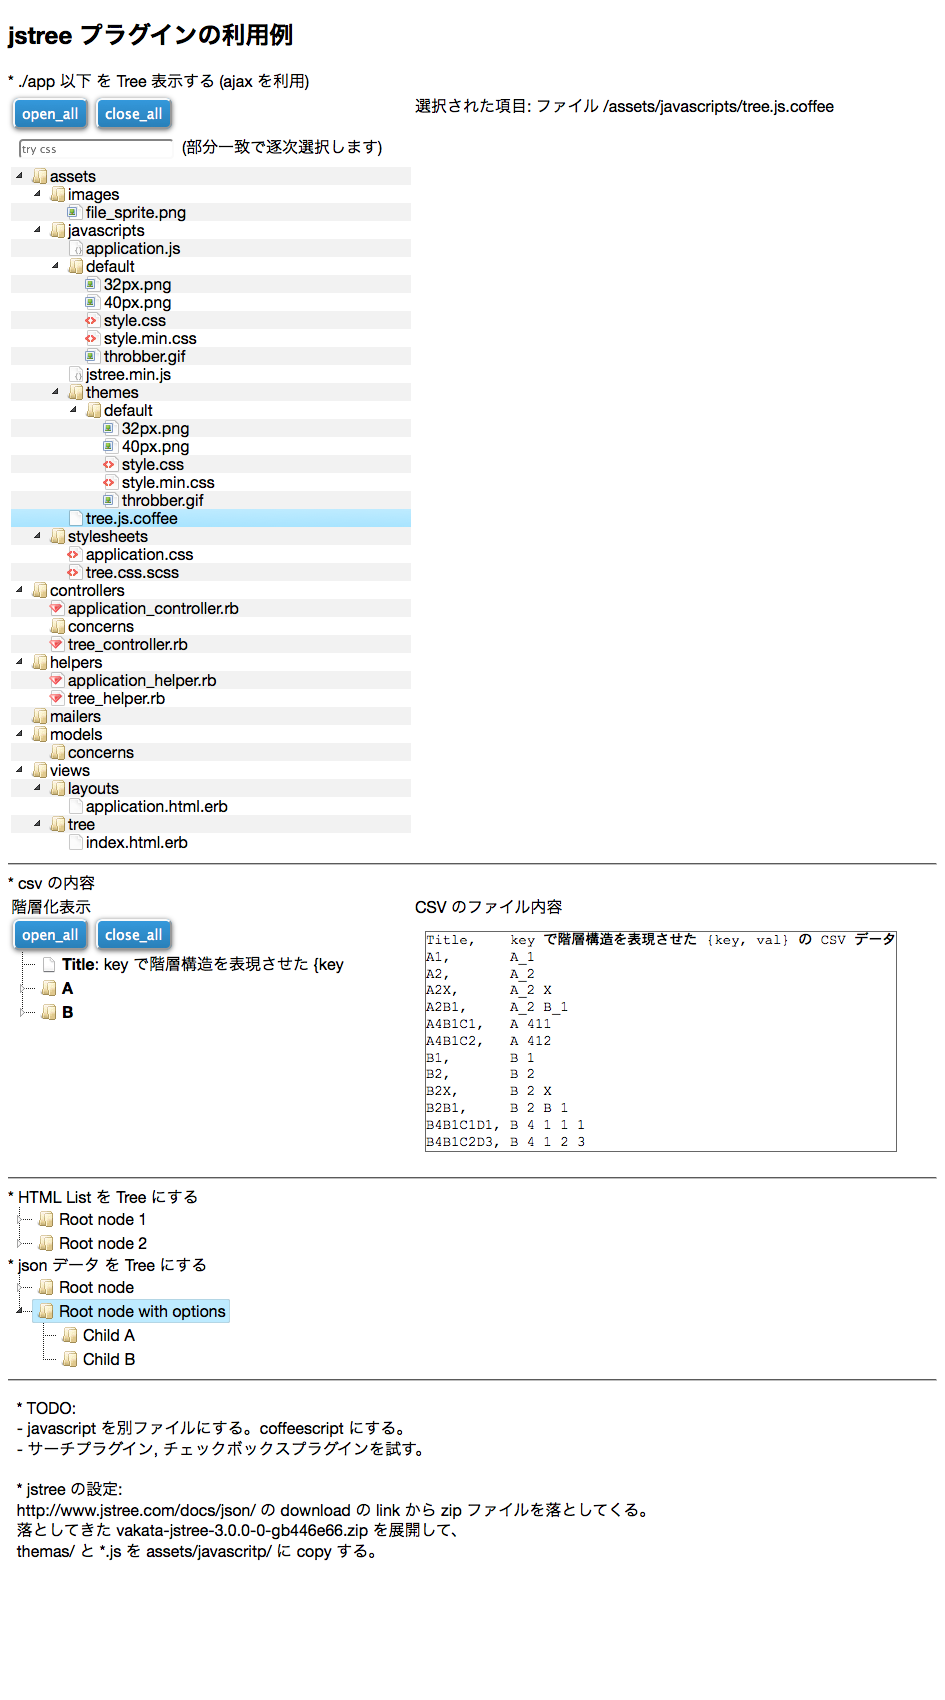 jstree プラグインの利用例
* ./app 以下 を Tree 表示する (ajax を利用)
open_all close_all
選択された項目: ファイル /assets/javascripts/tree.js.coffee
try css (部分一致で逐次選択します)
assets
images
file_sprite.png
javascripts
application.js
default
32px.png
40px.png
style.css
style.min.css
throbber.gif
jstree.min.js
themes
default
32px.png
40px.png
style.css
style.min.css
throbber.gif
tree.js.coffee
stylesheets
application.css
tree.css.scss
controllers
application_controller.rb
concerns
tree_controller.rb
helpers
application_helper.rb
tree_helper.rb
mailers
models
concerns
views
layouts
application.html.erb
tree
index.html.erb
* csv の内容
階層化表示
open_all close_all
Title: key で階層構造を表現させた {key
A
B
CSV のファイル内容
Title, key で階層構造を表現させた {key, val} の CSV データ
A1, A_1
A2, A_2
A2X, A_2 X
A2B1, A_2 B_1
A4B1C1, A 411
A4B1C2, A 412
B1, B 1
B2, B 2
B2X, B 2 X
B2B1, B 2 B 1
B4B1C1D1, B 4 1 1 1
B4B1C2D3, B 4 1 2 3
* HTML List を Tree にする
Root node 1
Root node 2
* json データ を Tree にする
Root node
Root node with options
Child A
Child B
* TODO:
- javascript を別ファイルにする。coffeescript にする。
- サーチプラグイン, チェックボックスプラグインを試す。
* jstree の設定:
http://www.jstree.com/docs/json/ の download の link から zip ファイルを落としてくる。
落としてきた vakata-jstree-3.0.0-0-gb446e66.zip を展開して、
themas/ と *.js を assets/javascritp/ に copy する。